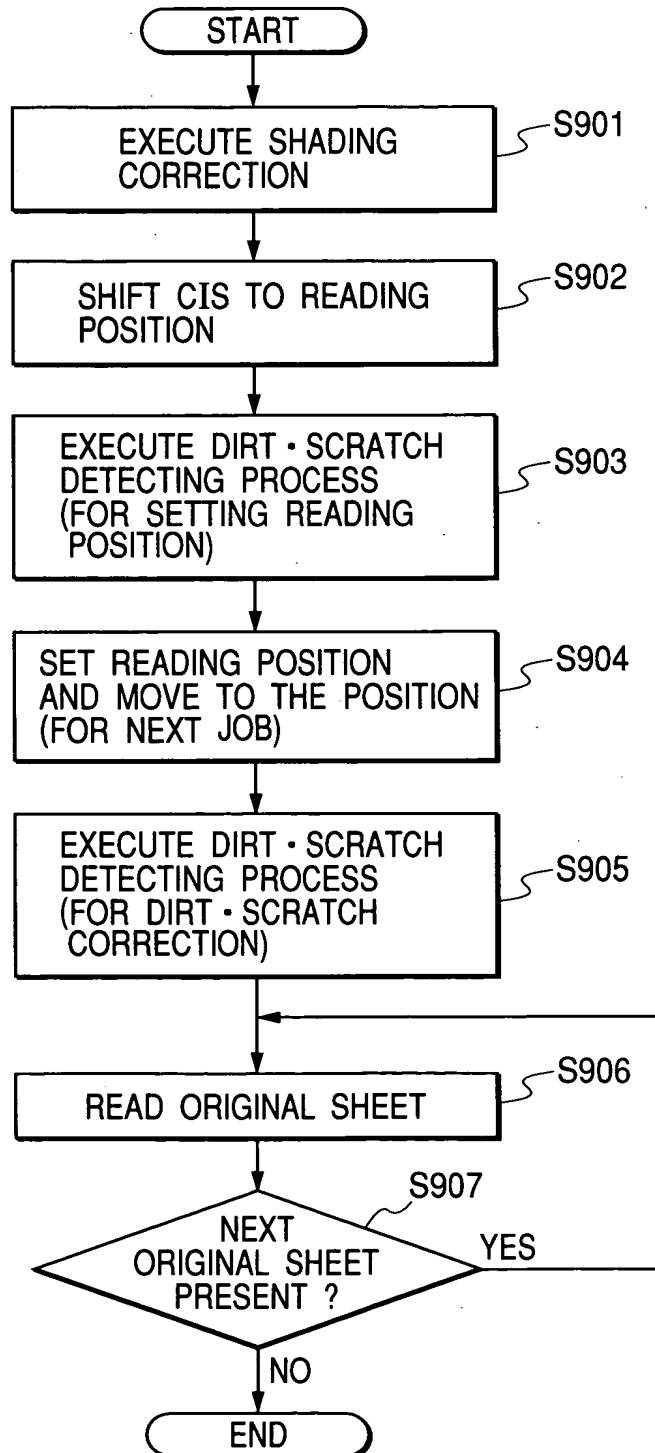 START
EXECUTE SHADING
CORRECTION
S901
SHIFT CIS TO READING
POSITION
S902
EXECUTE DIRT・SCRATCH
DETECTING PROCESS
(FOR SETTING READING
POSITION)
S903
SET READING POSITION
AND MOVE TO THE POSITION
(FOR NEXT JOB)
S904
EXECUTE DIRT・SCRATCH
DETECTING PROCESS
(FOR DIRT・SCRATCH
CORRECTION)
S905
READ ORIGINAL SHEET
S906
S907
NEXT
ORIGINAL SHEET
PRESENT ?
YES
NO
END